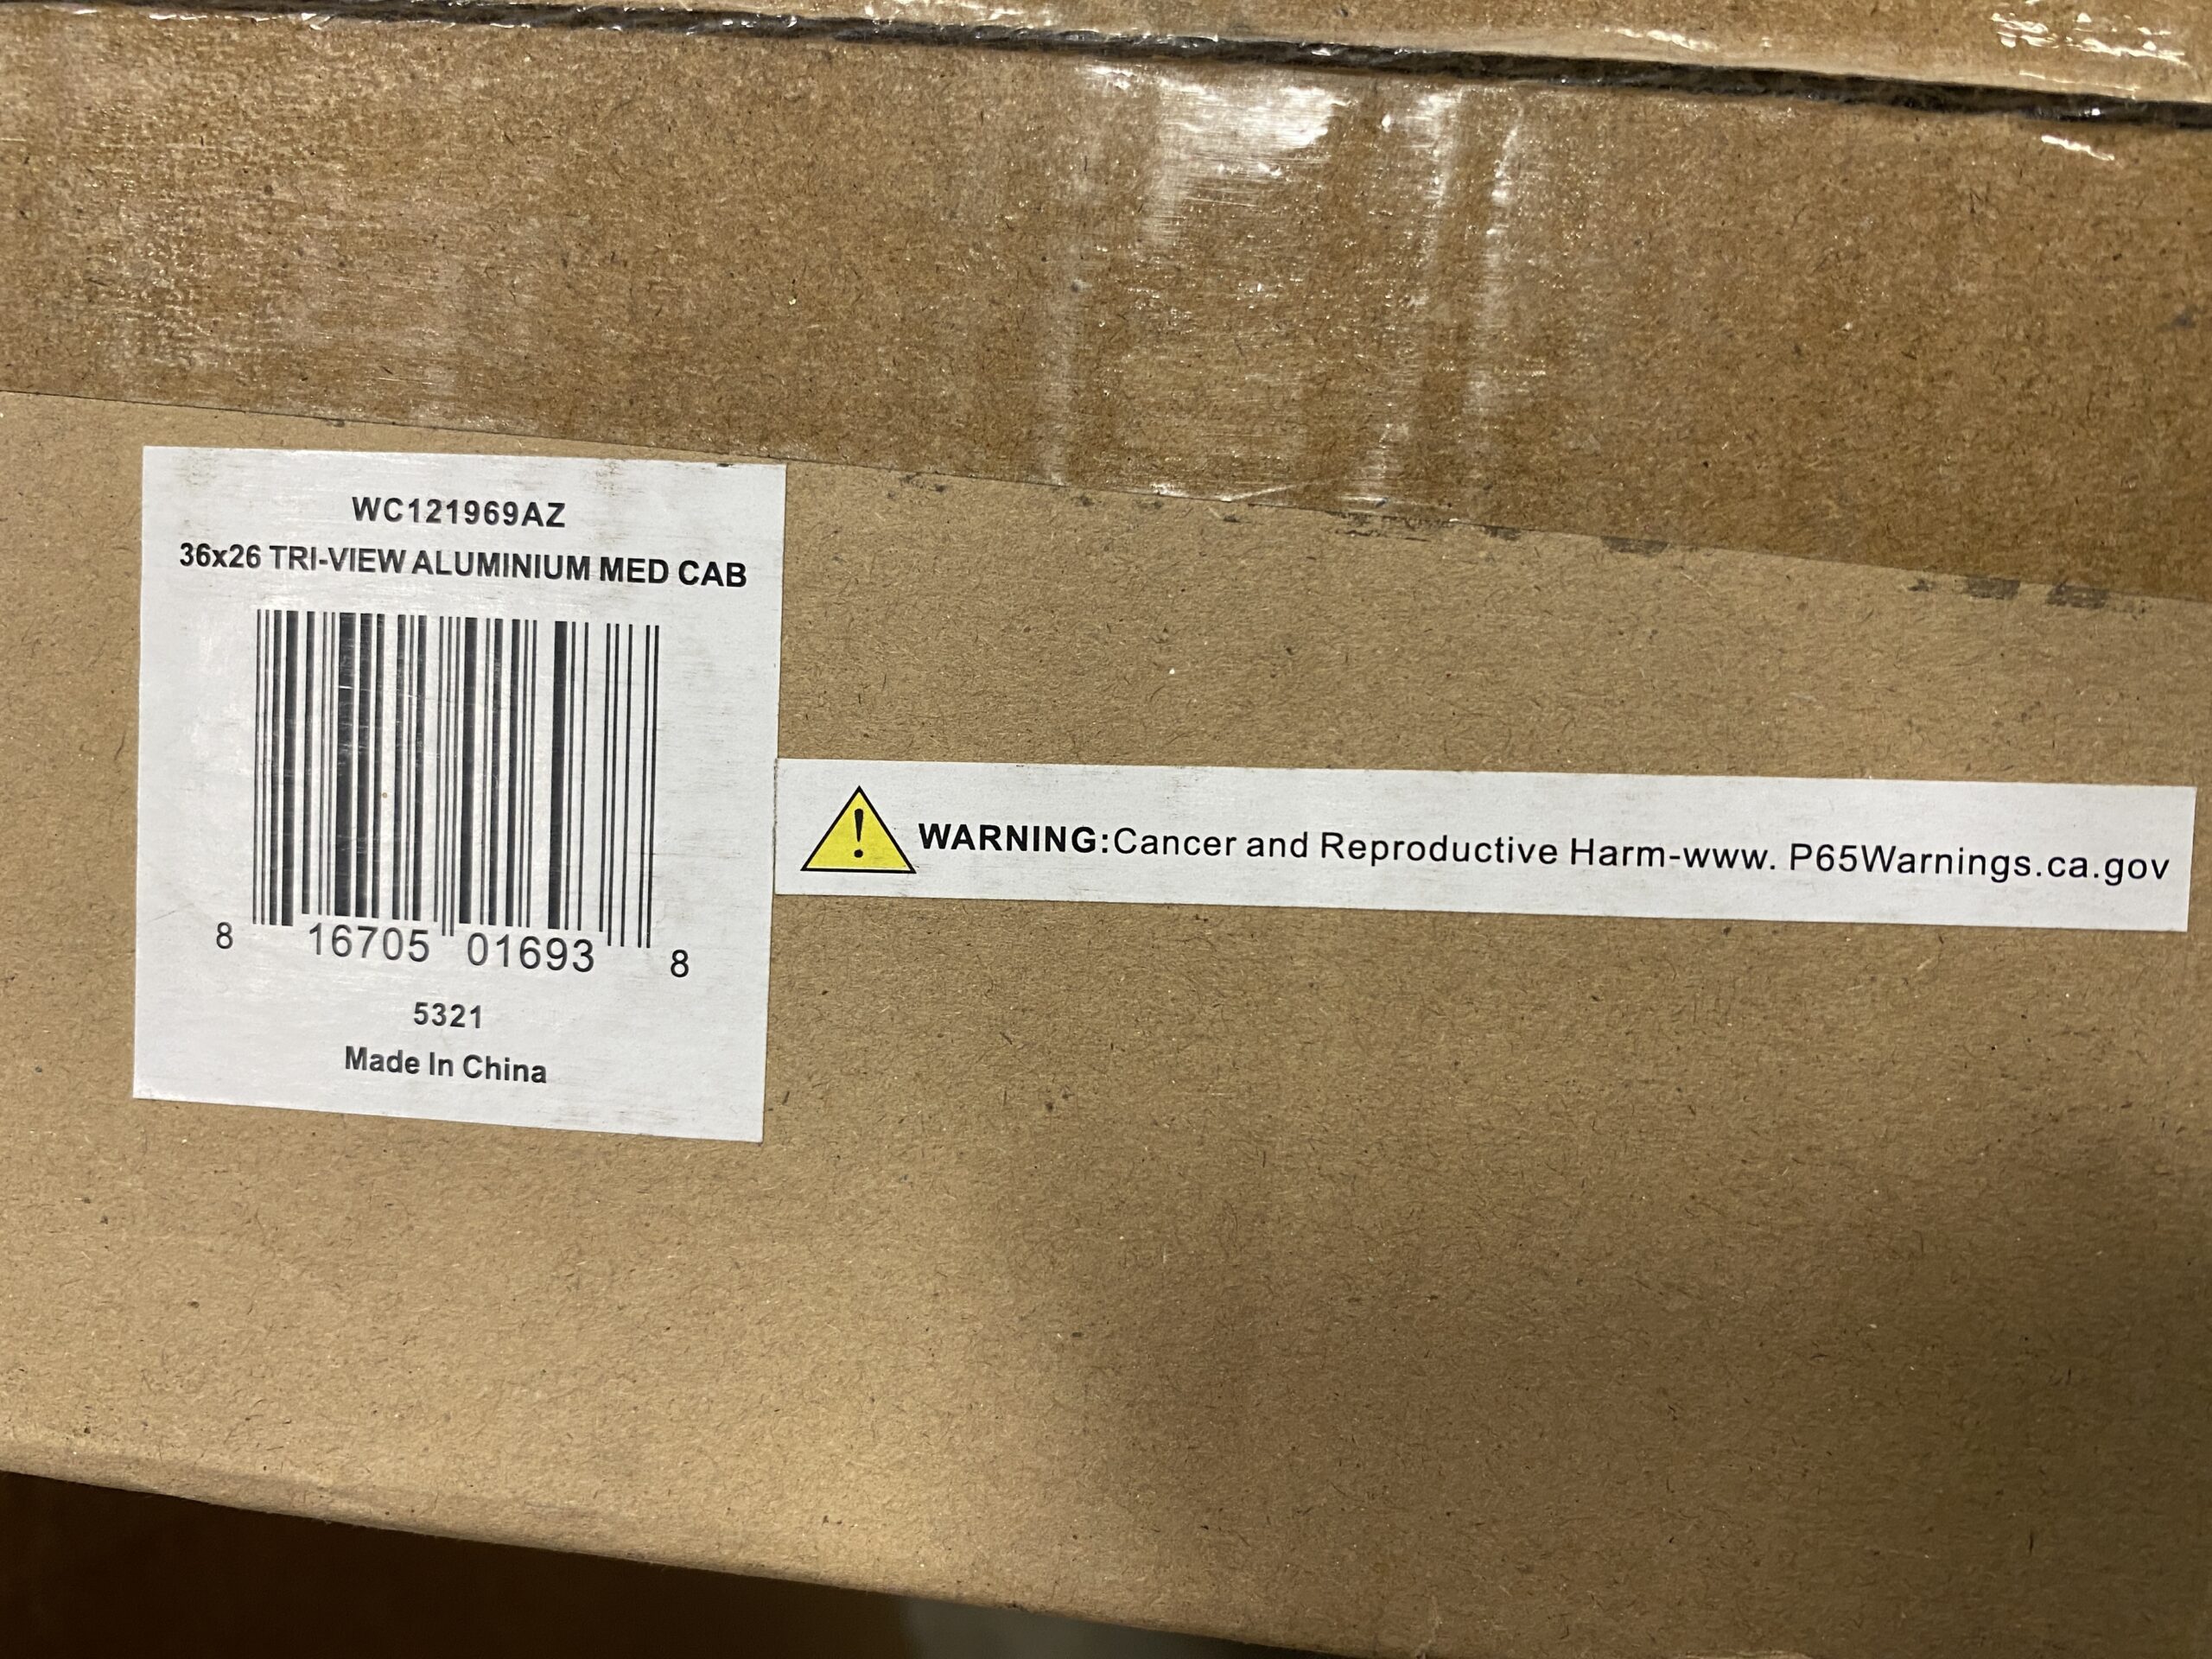 WC121969AZ
36x26 TRI-VIEW ALUMINIUM MED CAB
8 16705 01693 8
5321
Made In China
! WARNING:Cancer and Reproductive Harm-www. P65Warnings.ca.gov